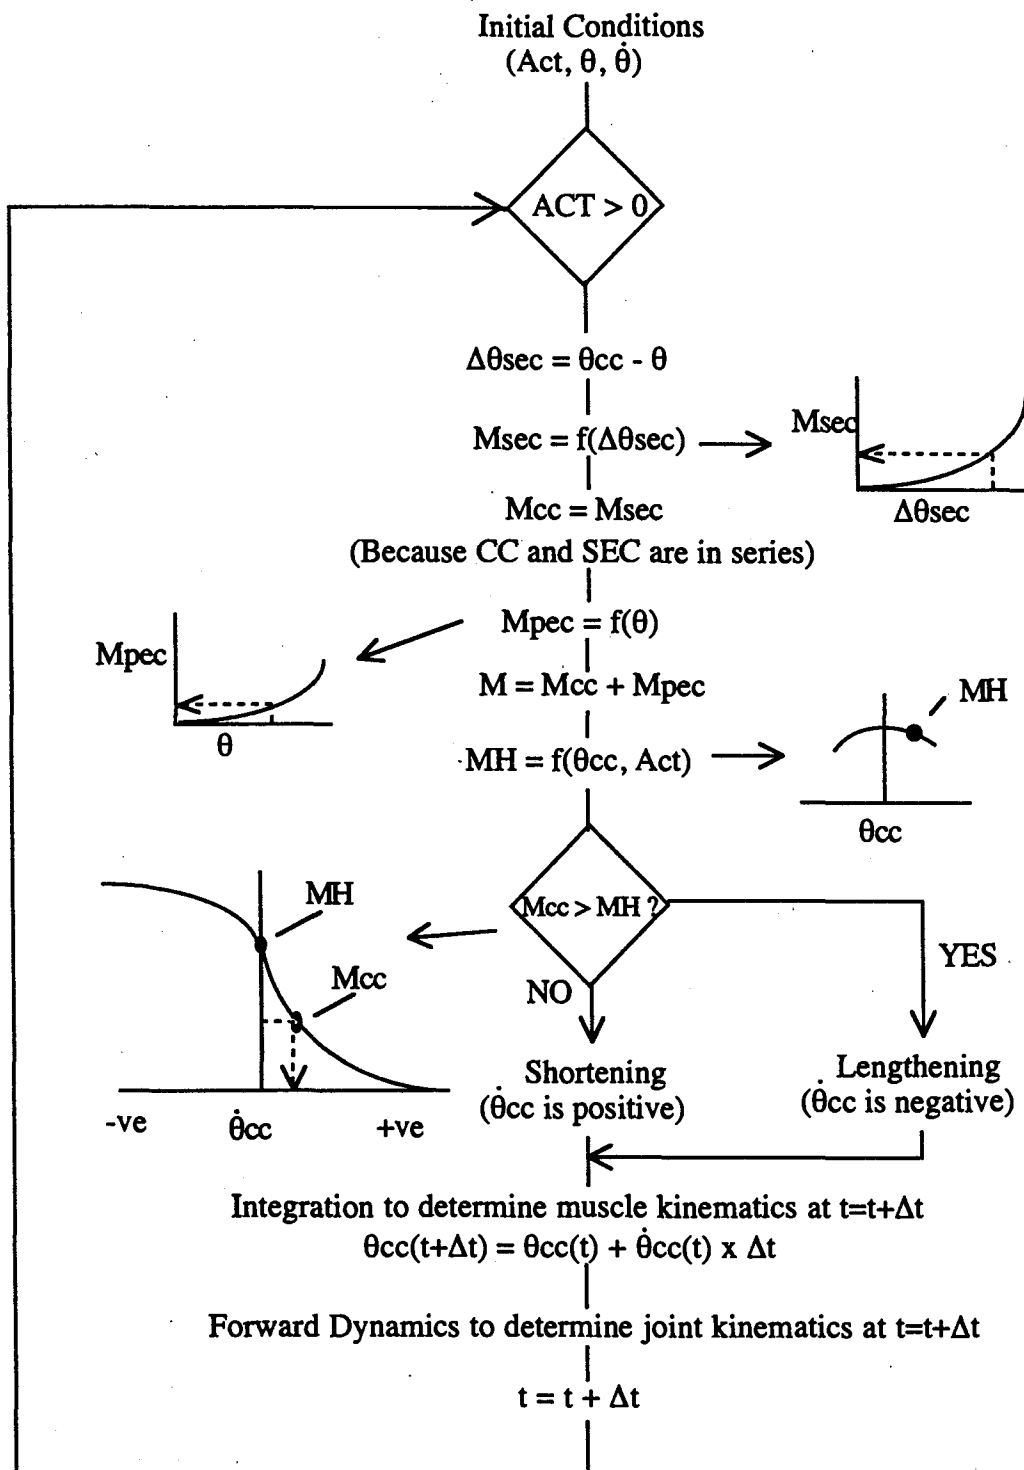 Initial Conditions
(Act, θ, θ̇)
ACT > 0
Δθsec = θcc - θ
Msec = f(Δθsec)
Msec
Δθsec
Mcc = Msec
(Because CC and SEC are in series)
Mpec = f(θ)
Mpec
θ
M = Mcc + Mpec
MH = f(θcc, Act)
MH
θcc
Mcc > MH ?
MH
Mcc
-ve
θ̇cc
+ve
YES
NO
Shortening
(θ̇cc is positive)
Lengthening
(θ̇cc is negative)
Integration to determine muscle kinematics at t=t+Δt
θcc(t+Δt) = θcc(t) + θ̇cc(t) x Δt
Forward Dynamics to determine joint kinematics at t=t+Δt
t = t + Δt